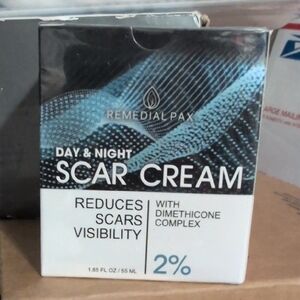 REMEDIAL PAX
DAY & NIGHT
SCAR CREAM
REDUCES
SCARS
VISIBILITY
WITH
DIMETHICONE
COMPLEX
2%
1.85 FL OZ / 55 ML